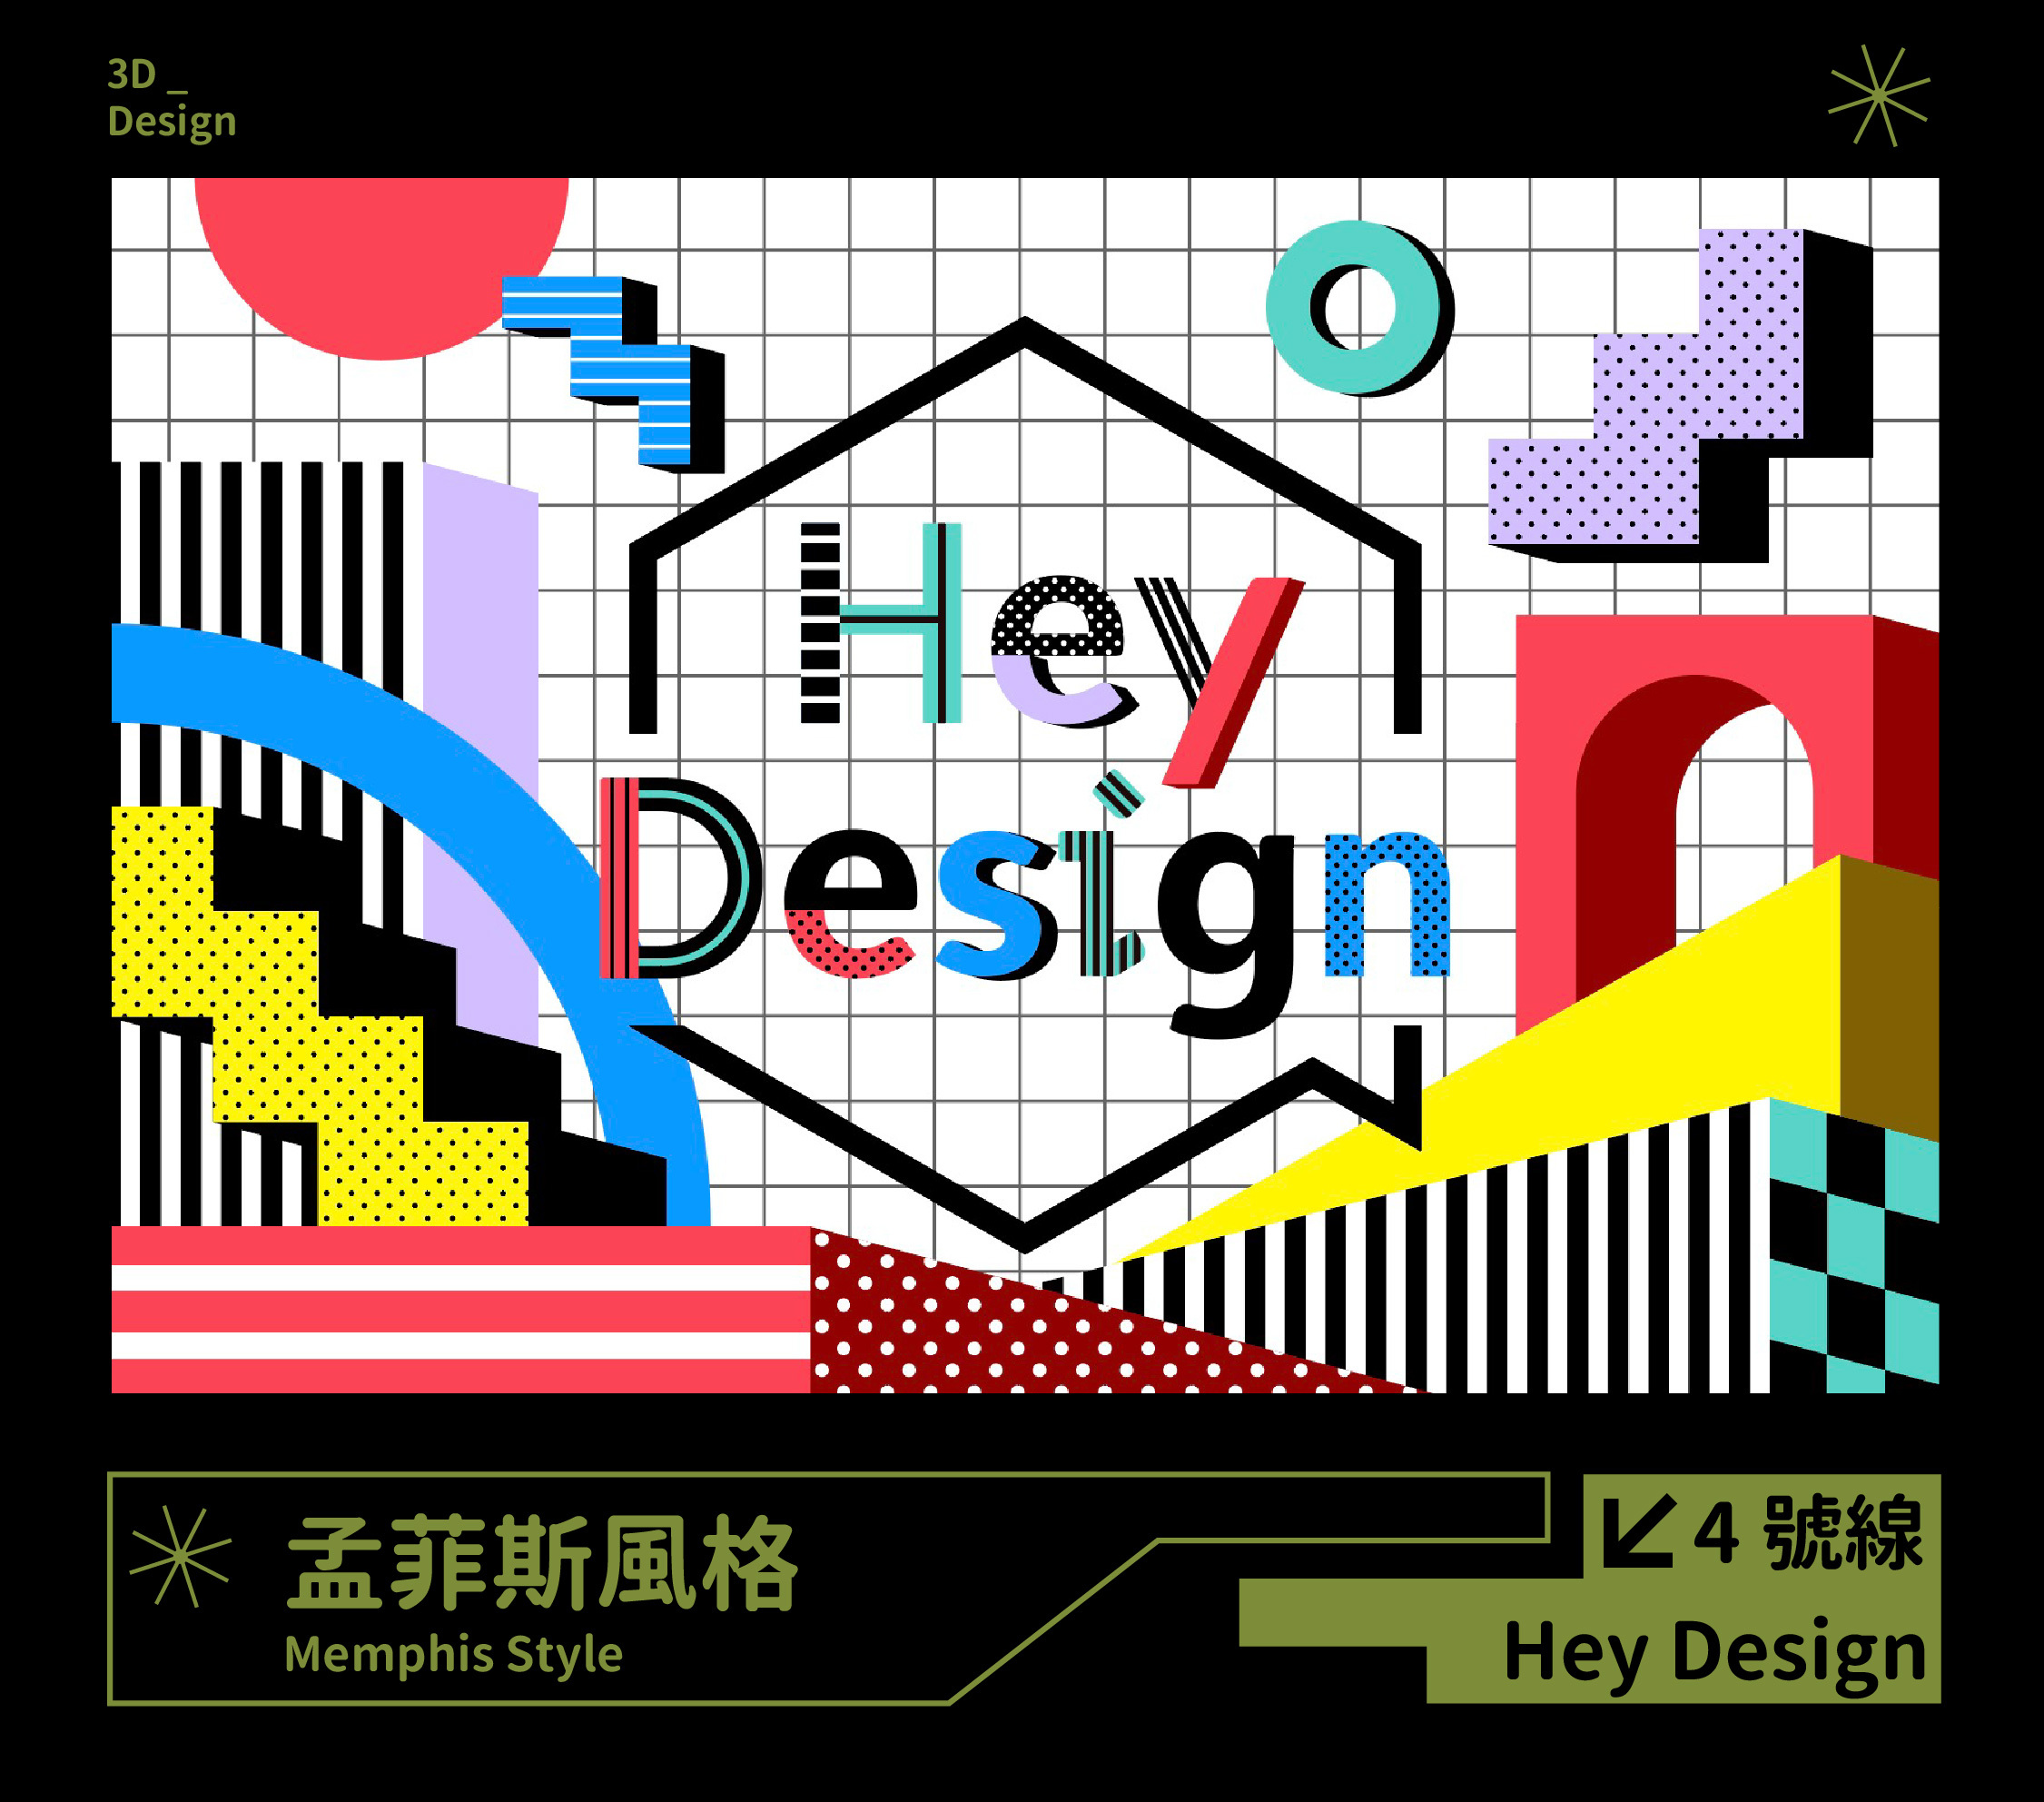 3D _
Design
Hey
Design
孟菲斯風格
Memphis Style
4 號線
Hey Design